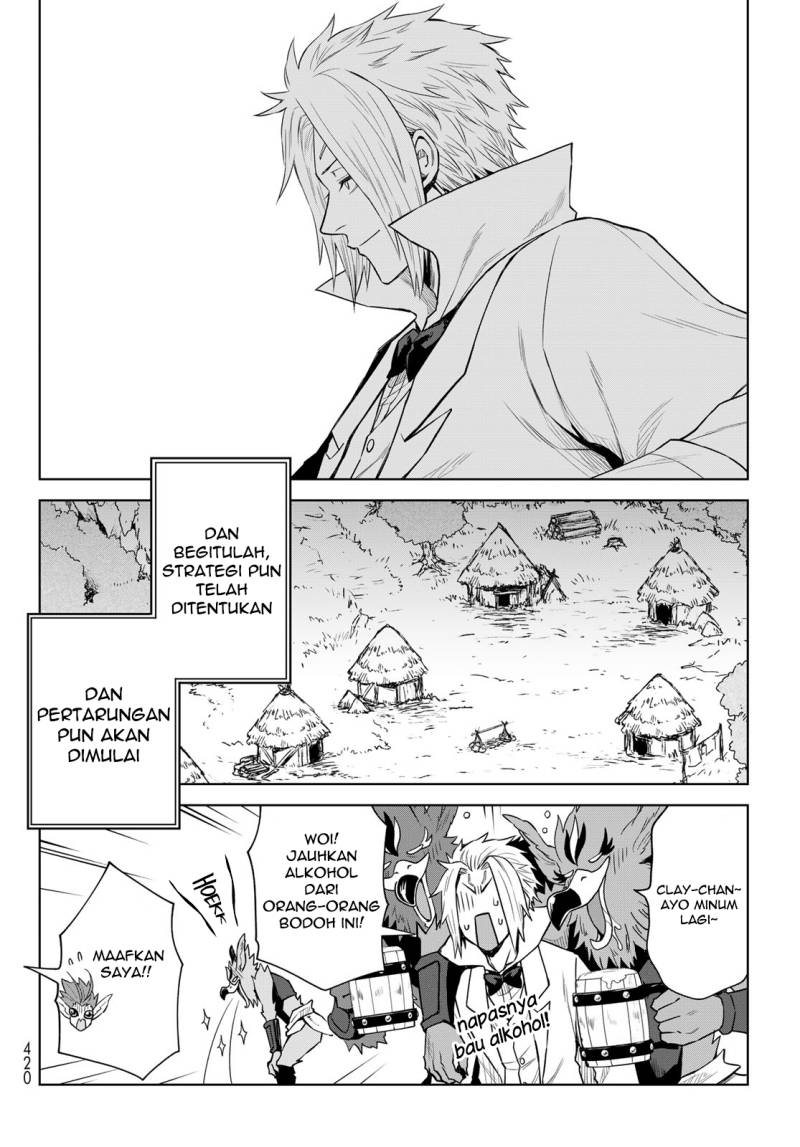 DAN
BEGITULAH,
STRATEGI PUN
TELAH
DITENTUKAN
DAN
PERTARUNGAN
PUN AKAN
DIMULAI
CLAY-CHAN~
AYO MINUM
LAGI~
napasnya
bau alkohol!
WOI!
JAUHKAN
ALKOHOL
DARI
ORANG-ORANG
BODOH INI!
HOEKK
MAAFKAN
SAYA!!
420